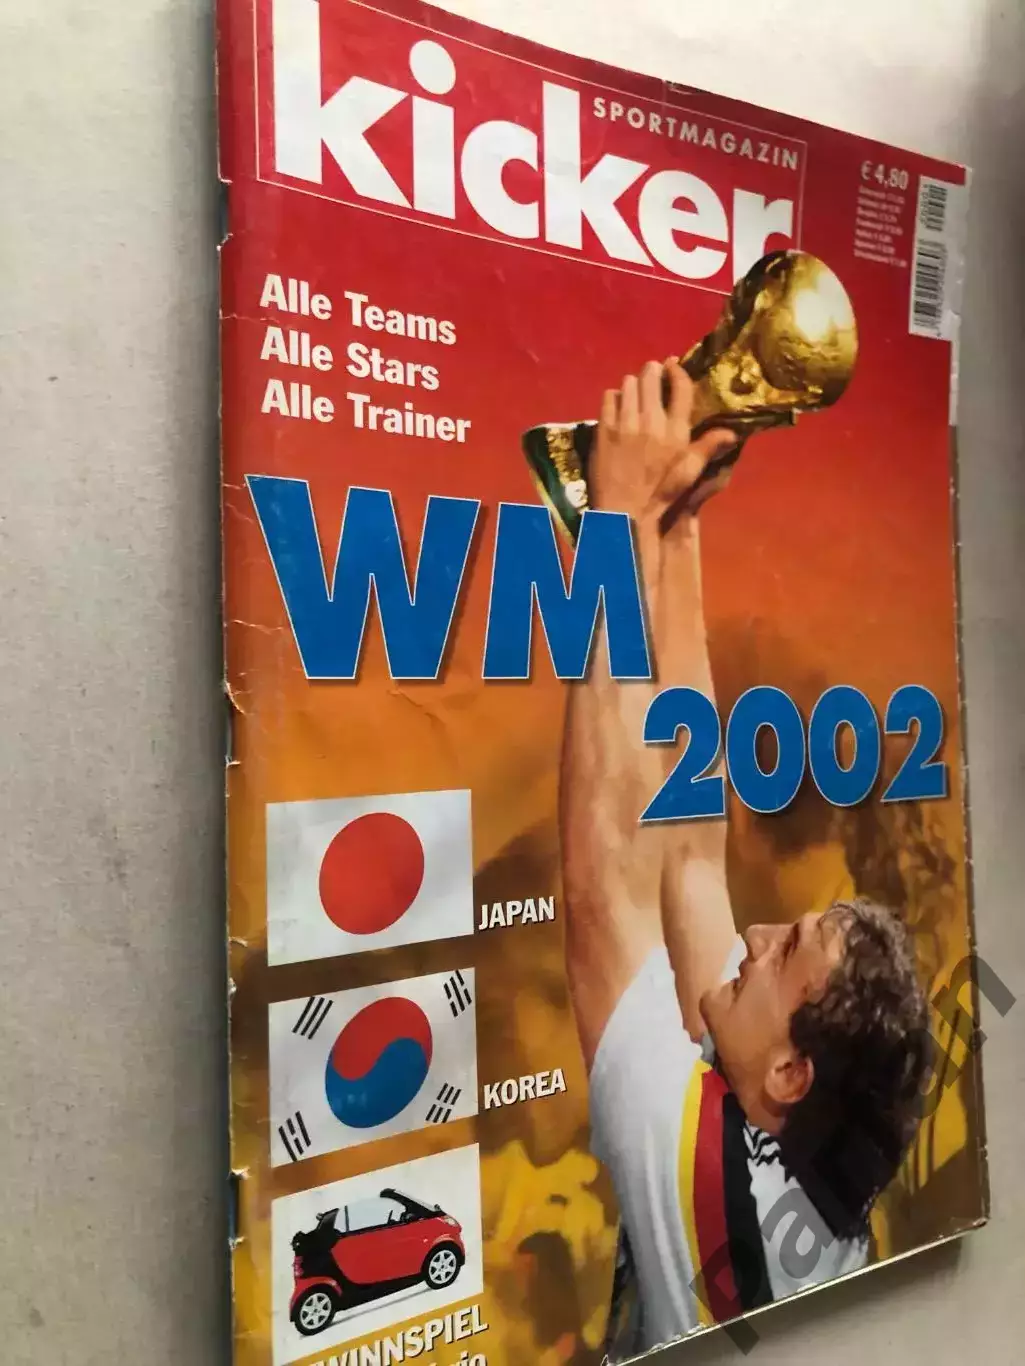 kicker
SPORTMAGAZIN
€ 4,80
Alle Teams
Alle Stars
Alle Trainer
WM
2002
JAPAN
KOREA